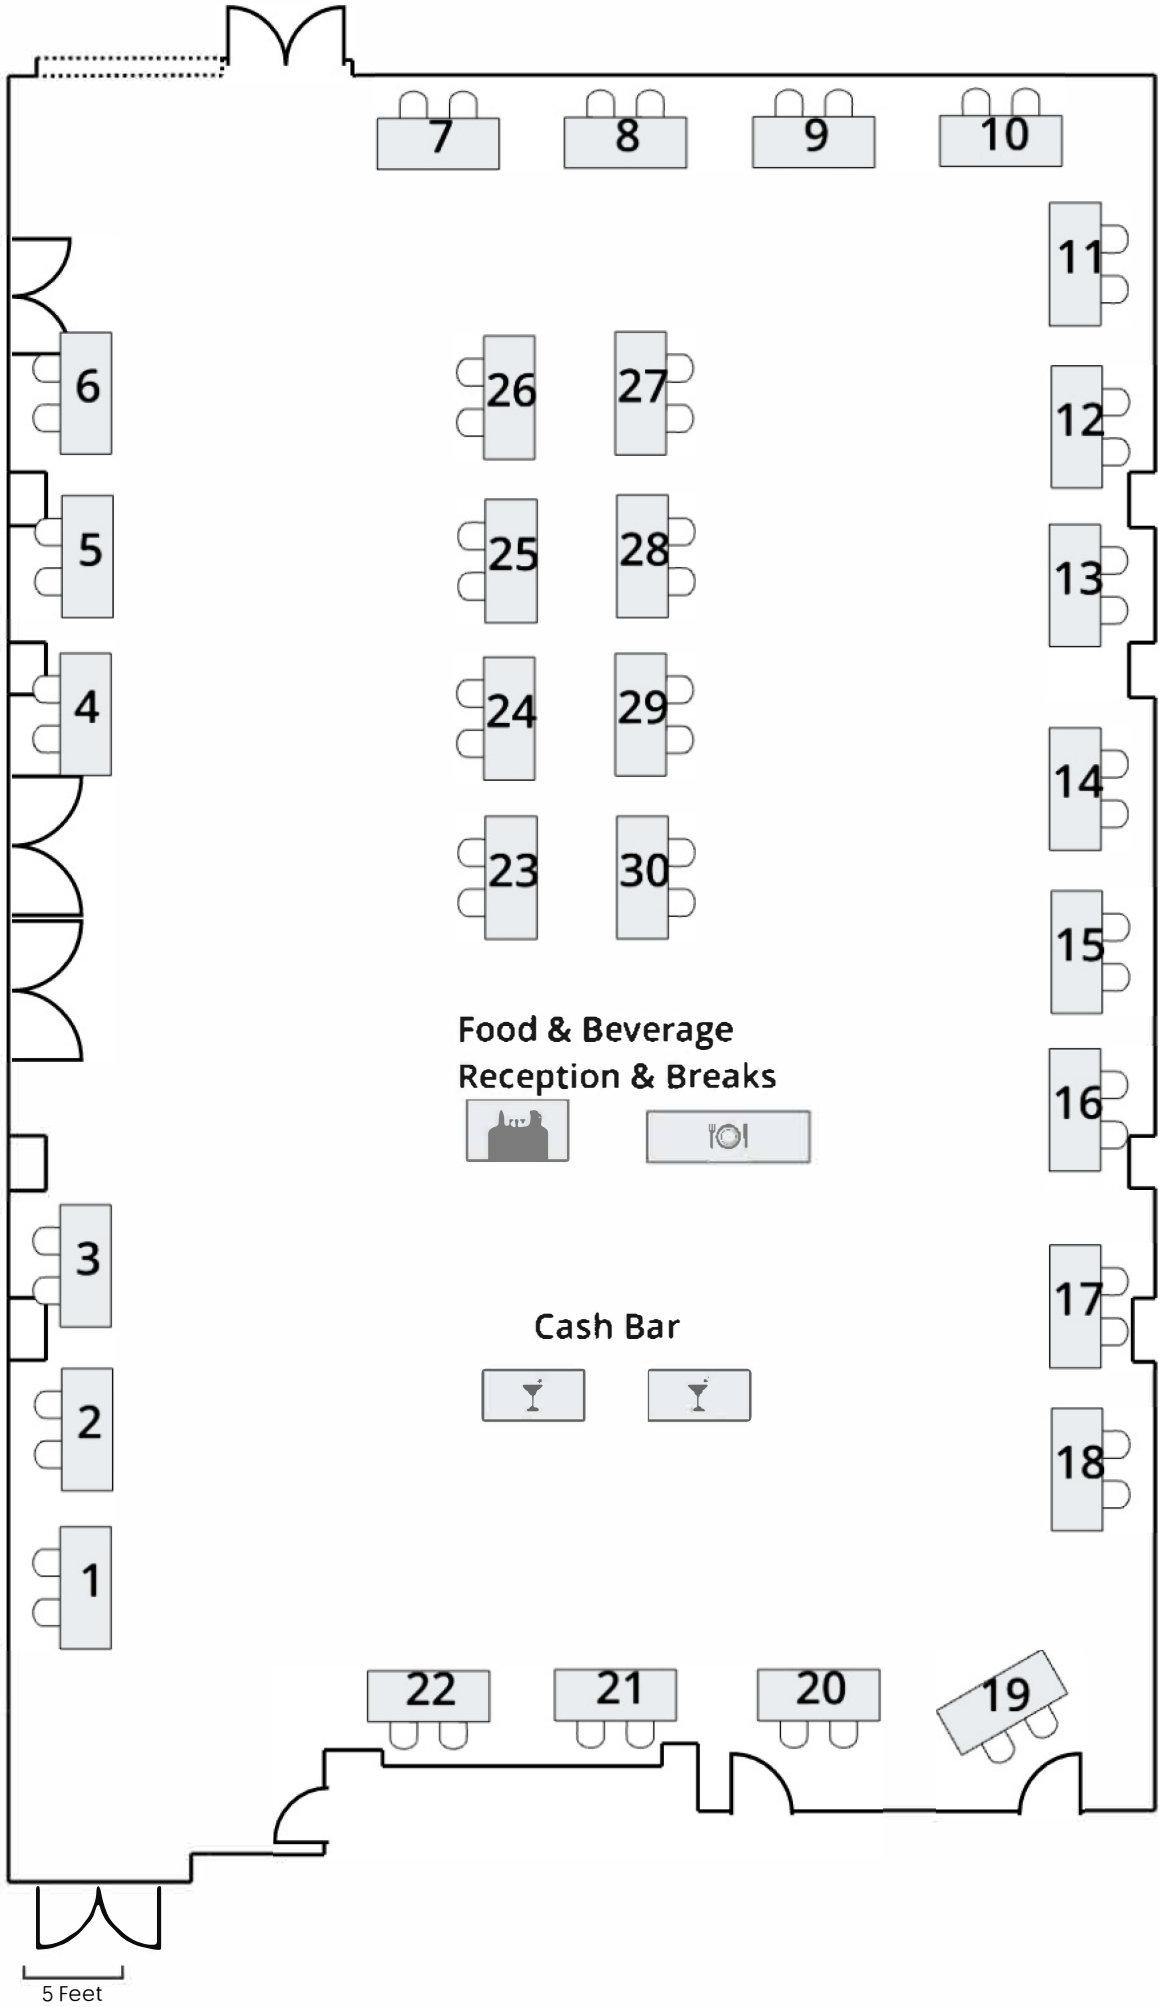 7 8 9 10
11
6 26 27 12
5 25 28 13
4 24 29 14
23 30 15
Food & Beverage
Reception & Breaks
16
3 17
Cash Bar
2 18
1
22 21 20 19
5 Feet